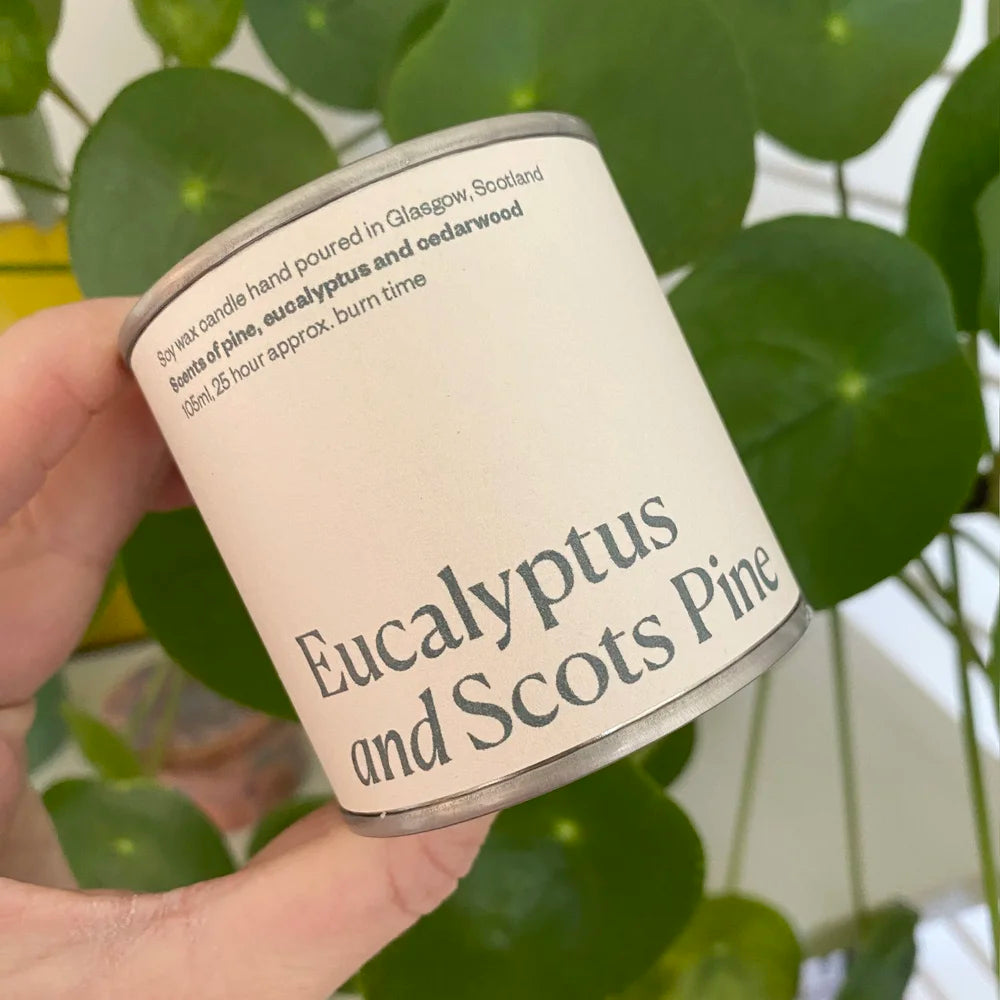 Soy wax candle hand poured in Glasgow, Scotland
Scents of pine, eucalyptus and cedarwood
105ml, 25 hour approx. burn time
Eucalyptus
and Scots Pine